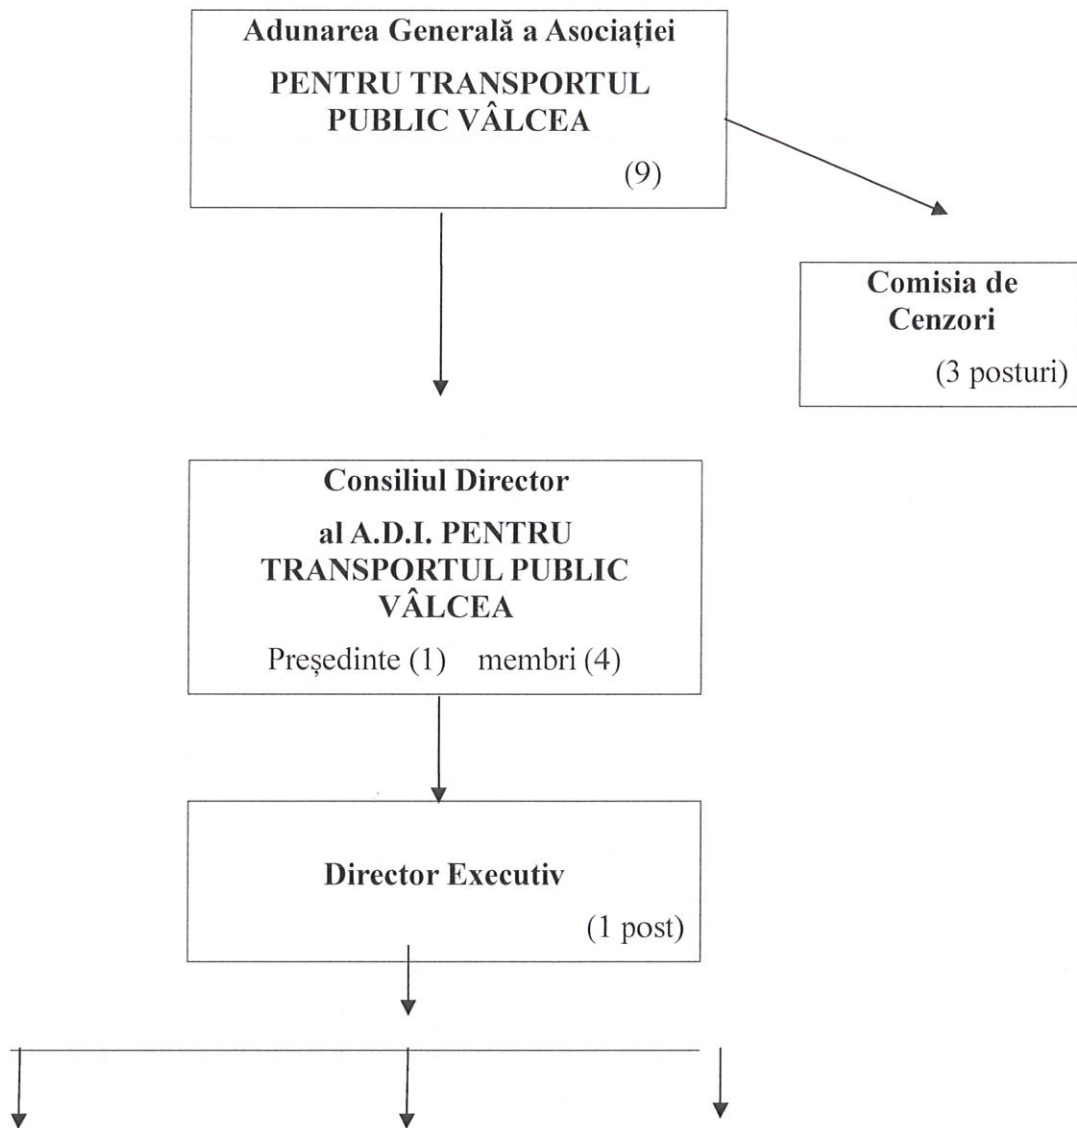 Adunarea Generală a Asociației
PENTRU TRANSPORTUL
PUBLIC VÂLCEA
(9)
Comisia de
Cenzori
(3 posturi)
Consiliul Director
al A.D.I. PENTRU
TRANSPORTUL PUBLIC
VÂLCEA
Președinte (1) membri (4)
Director Executiv
(1 post)